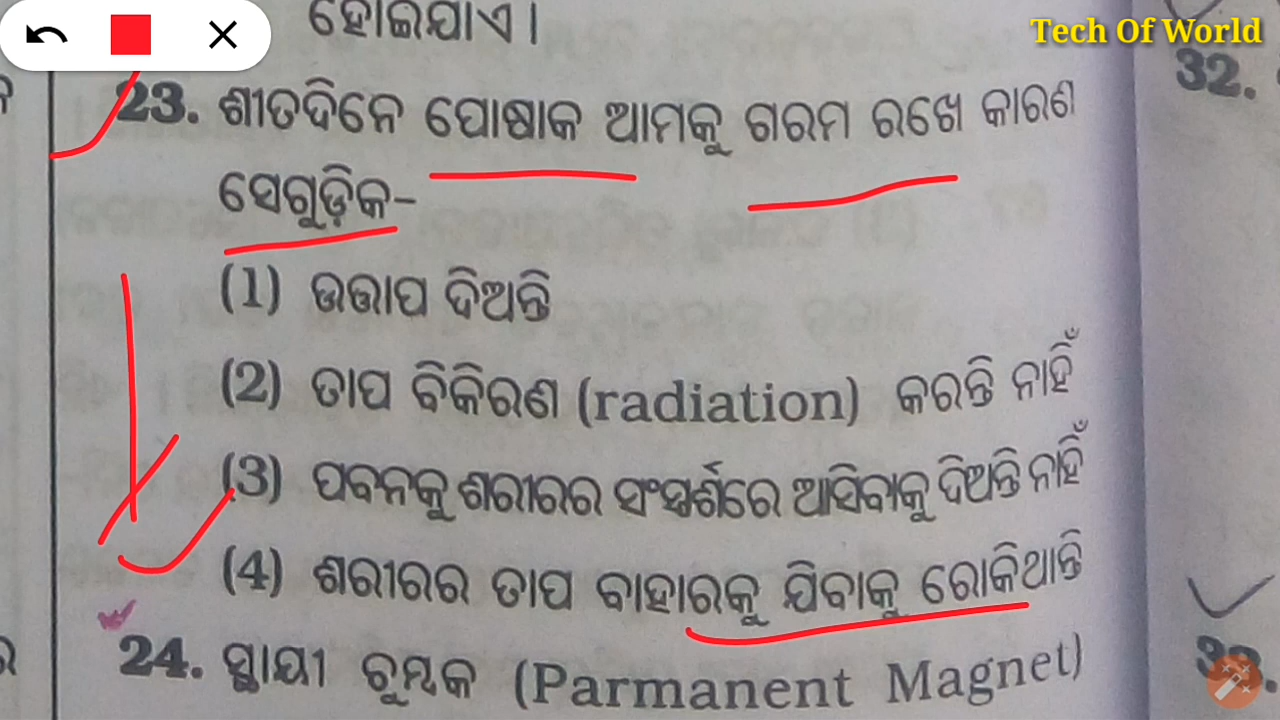 ହୋଇଯାଏ।
Tech Of World
23. ଶୀତଦିନେ ପୋଷାକ ଆମକୁ ଗରମ ରଖେ କାରଣ
ସେଗୁଡ଼ିକ-
(1) ଉତ୍ତାପ ଦିଅନ୍ତି
(2) ତାପ ବିକିରଣ (radiation) କରନ୍ତି ନାହିଁ
(3) ପବନକୁ ଶରୀରର ସଂସ୍ପର୍ଶରେ ଆସିବାକୁ ଦିଅନ୍ତି ନାହିଁ
(4) ଶରୀରର ତାପ ବାହାରକୁ ଯିବାକୁ ରୋକିଥାନ୍ତି
24. ସ୍ଥାୟୀ ଚୁମ୍ବକ (Parmanent Magnet)
32.